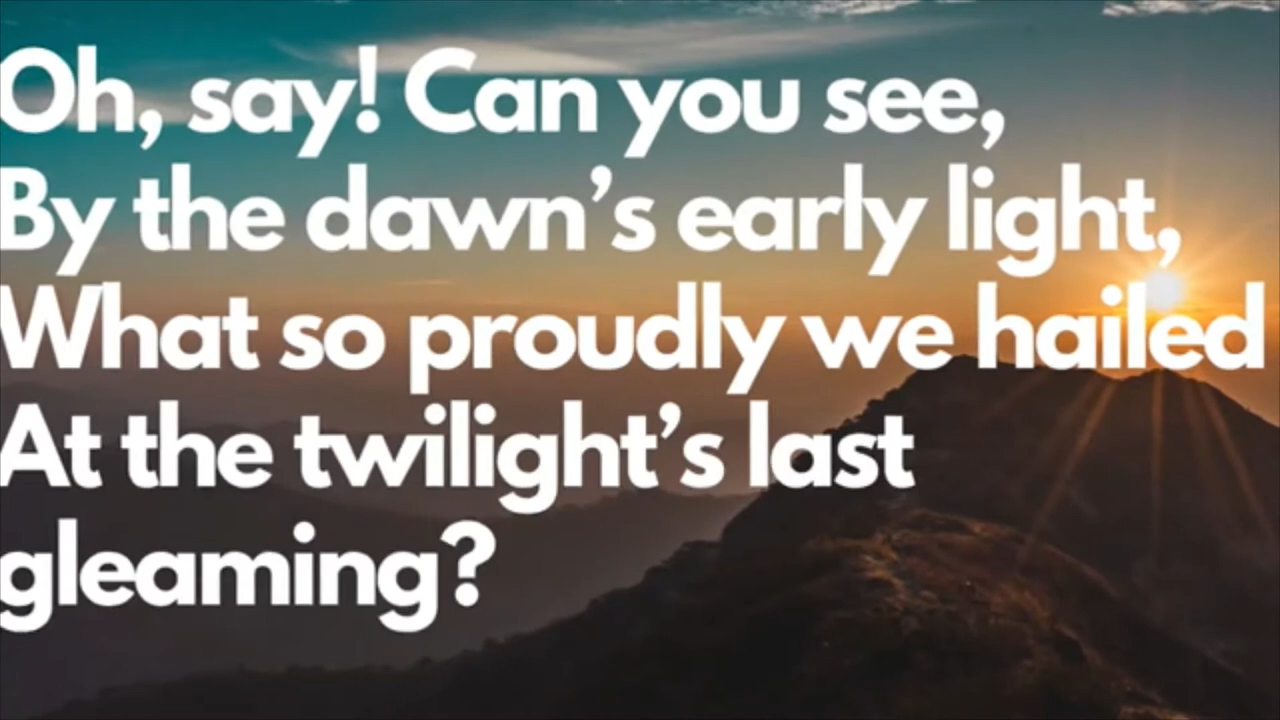 Oh, say! Can you see,
By the dawn’s early light,
What so proudly we hailed
At the twilight’s last
gleaming?